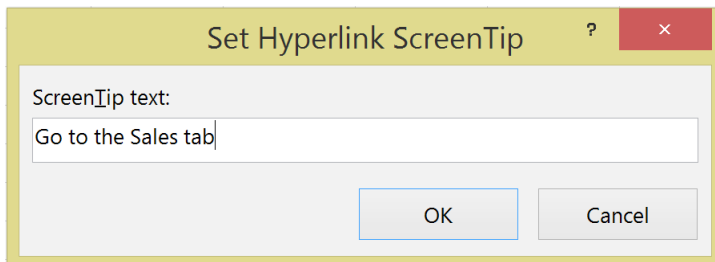 Set Hyperlink ScreenTip ? ×
ScreenTip text:
Go to the Sales tab
OK Cancel